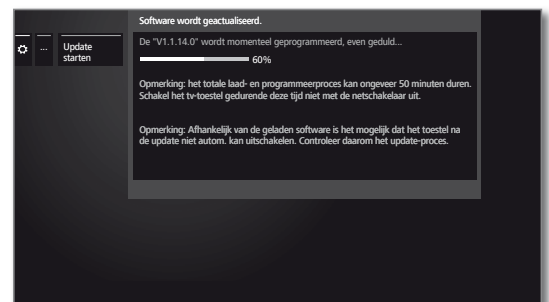 Software wordt geactualiseerd.
... Update
starten
De "V1.1.14.0" wordt momenteel geprogrammeerd, even geduld...
60%
Opmerking: het totale laad- en programmeerproces kan ongeveer 50 minuten duren.
Schakel het tv-toestel gedurende deze tijd niet met de netschakelaar uit.
Opmerking: Afhankelijk van de geladen software is het mogelijk dat het toestel na
de update niet autom. kan uitschakelen. Controleer daarom het update-proces.